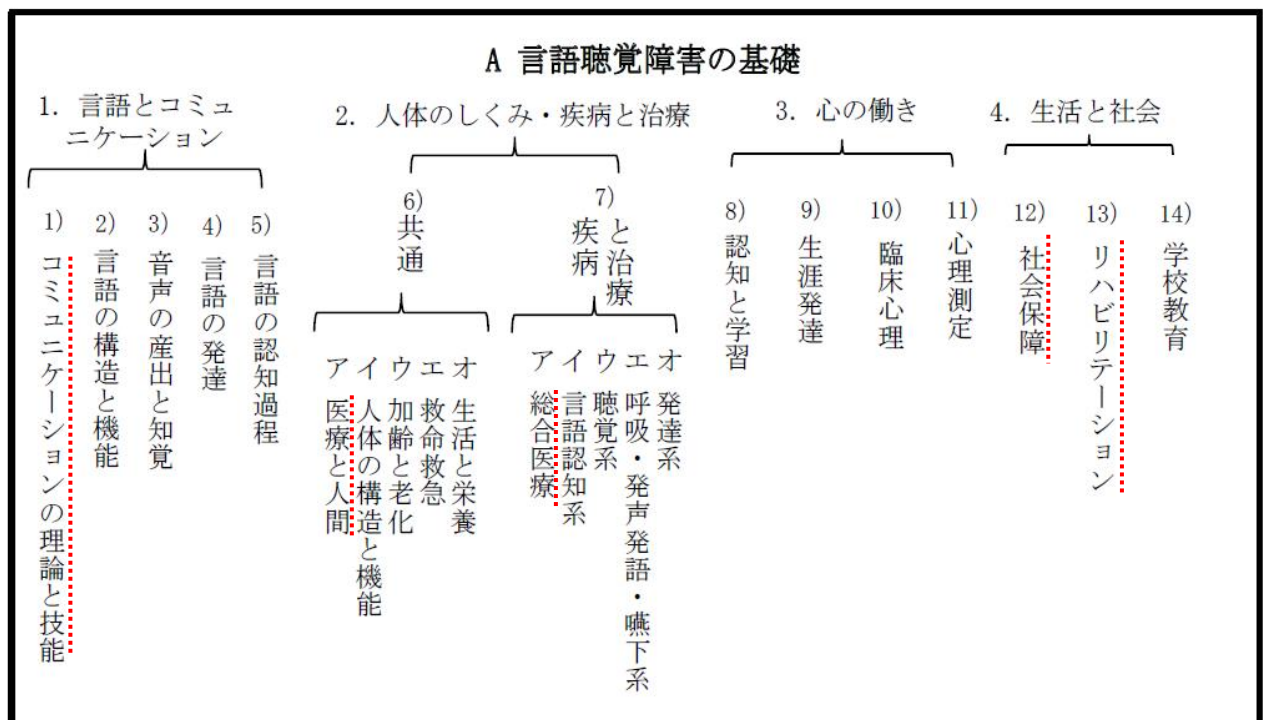 A 言語聴覚障害の基礎
1. 言語とコミュ
ニケーション
1)
コミュニケーションの理論と技能
2)
言語の構造と機能
3)
音声の産出と知覚
4)
言語の発達
5)
言語の認知過程
2. 人体のしくみ・疾病と治療
6)
共通
ア
医療と人間
イ
人体の構造と機能
ウ
加齢と老化
エ
救命救急
オ
生活と栄養
7)
疾病
と治療
ア
総合医療
イ
言語認知系
ウ
聴覚系
エ
呼吸・発声発語・嚥下系
オ
発達系
3. 心の働き
8)
認知と学習
9)
生涯発達
10)
臨床心理
11)
心理測定
4. 生活と社会
12)
社会保障
13)
リハビリテーション
14)
学校教育